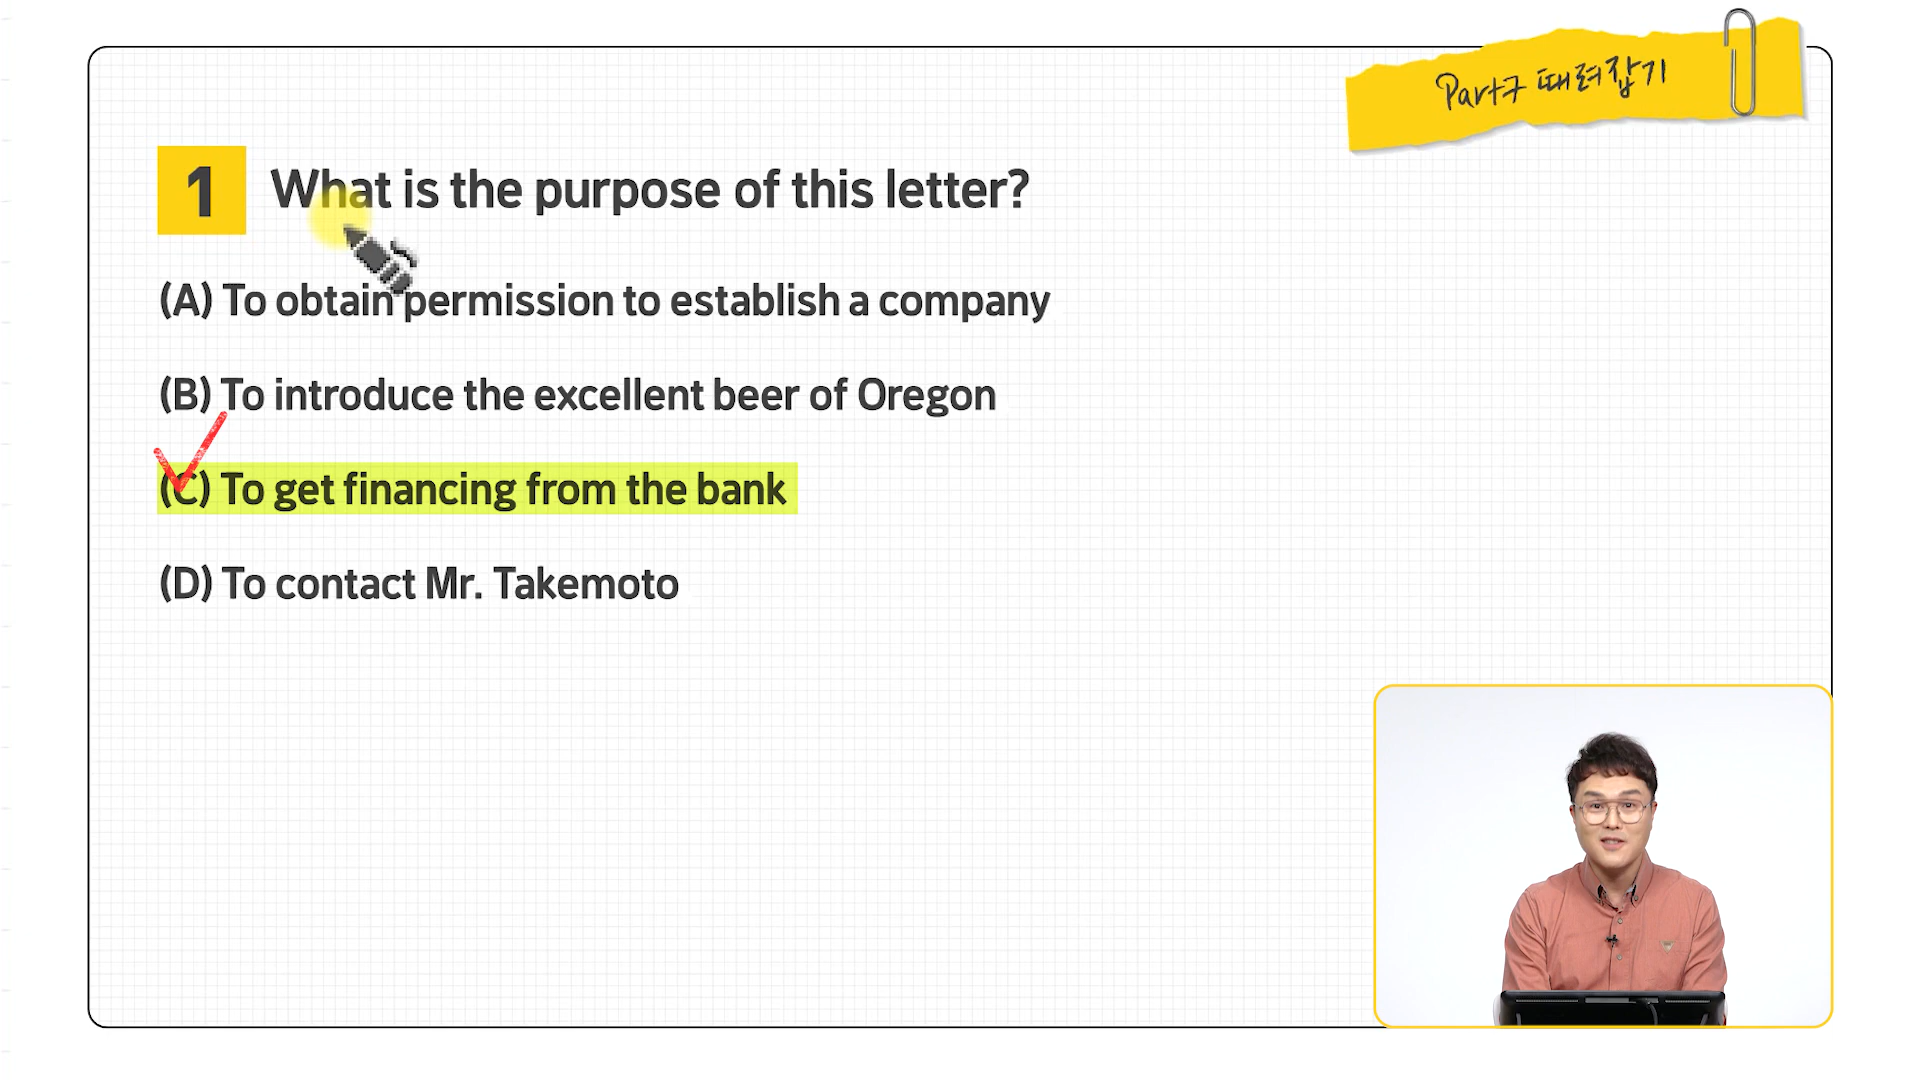 Part7 때려잡기
1 What is the purpose of this letter?
(A) To obtain permission to establish a company
(B) To introduce the excellent beer of Oregon
(C) To get financing from the bank
(D) To contact Mr. Takemoto